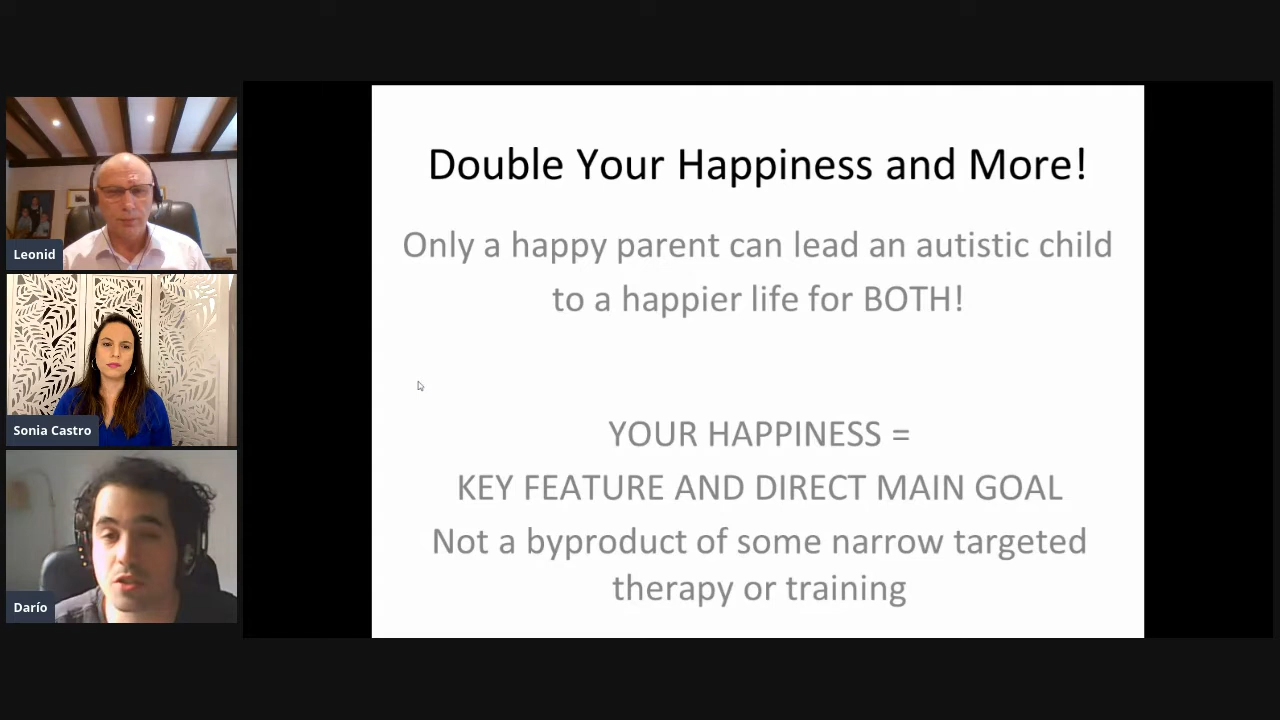 Leonid
Sonia Castro
Darío
Double Your Happiness and More!
Only a happy parent can lead an autistic child
to a happier life for BOTH!
YOUR HAPPINESS =
KEY FEATURE AND DIRECT MAIN GOAL
Not a byproduct of some narrow targeted
therapy or training